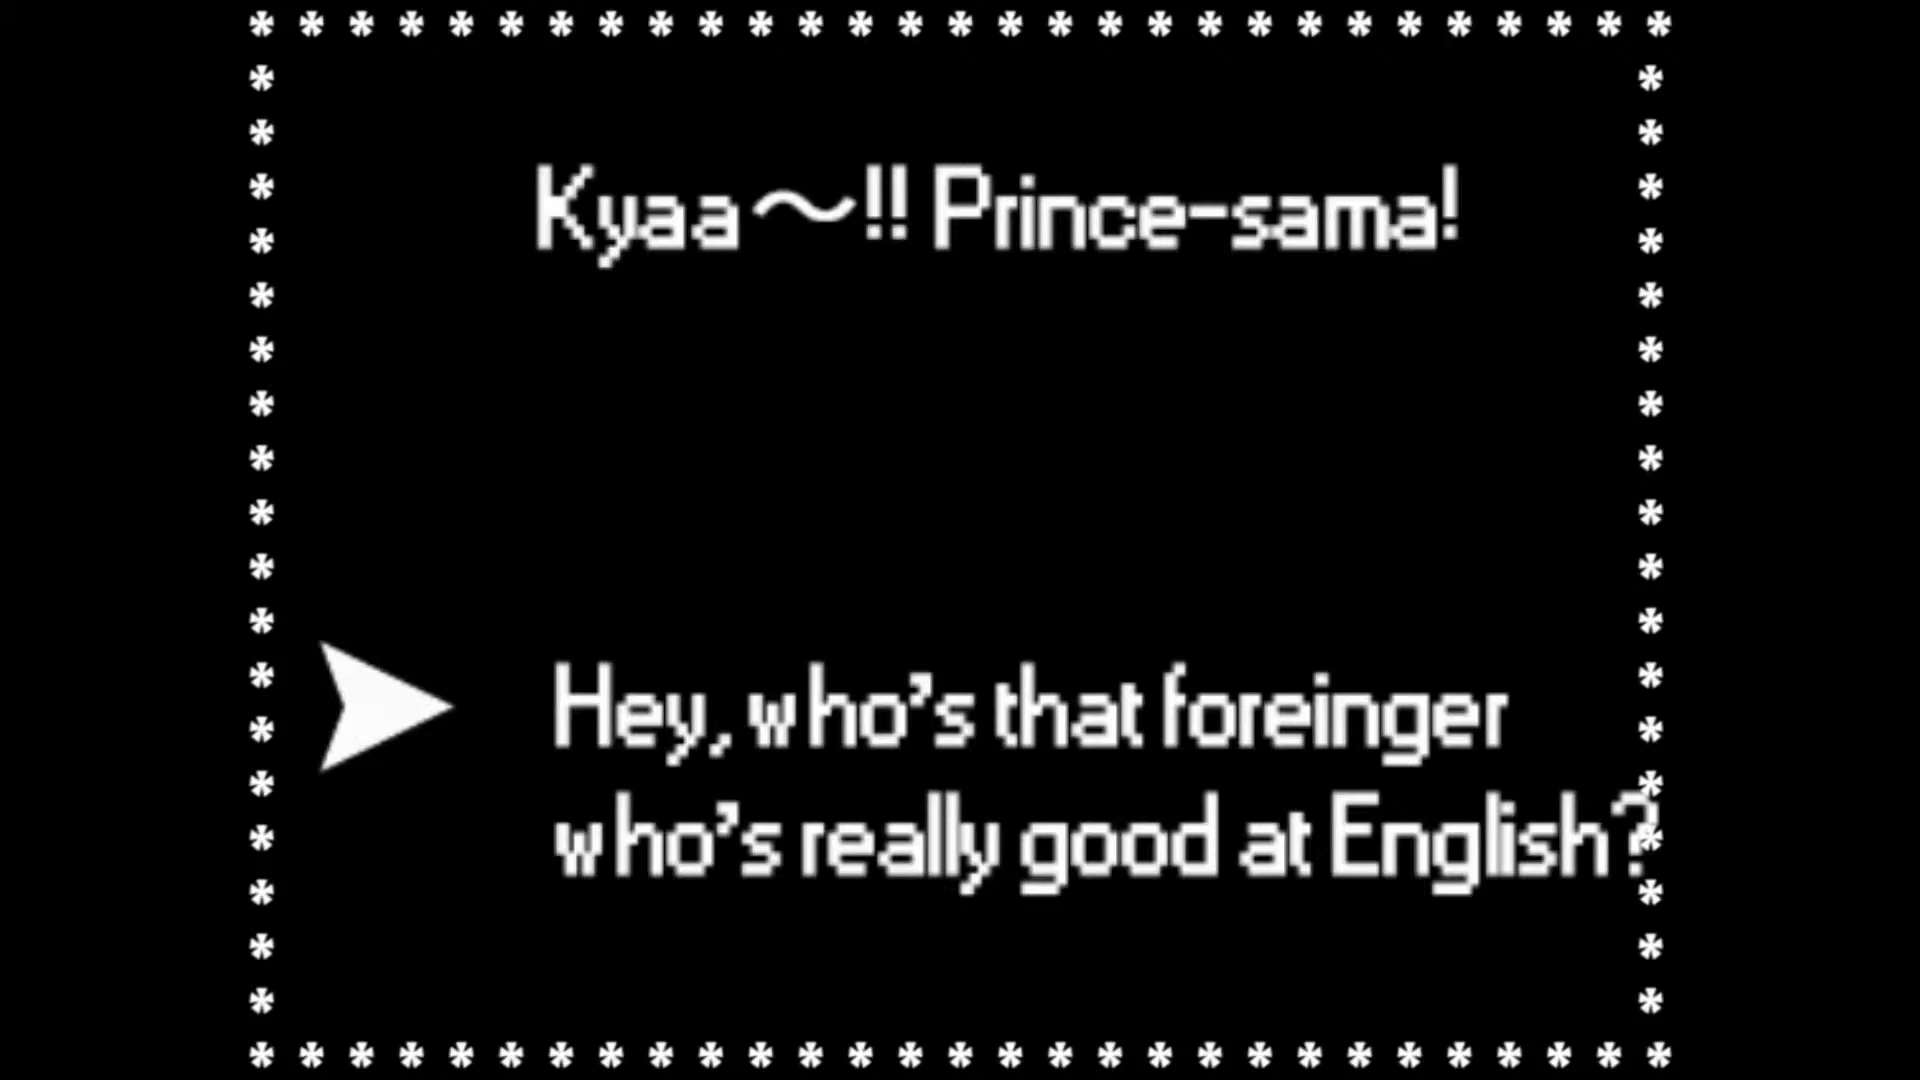 Kyaa～!! Prince-sama!
Hey, who's that foreinger
who's really good at English?